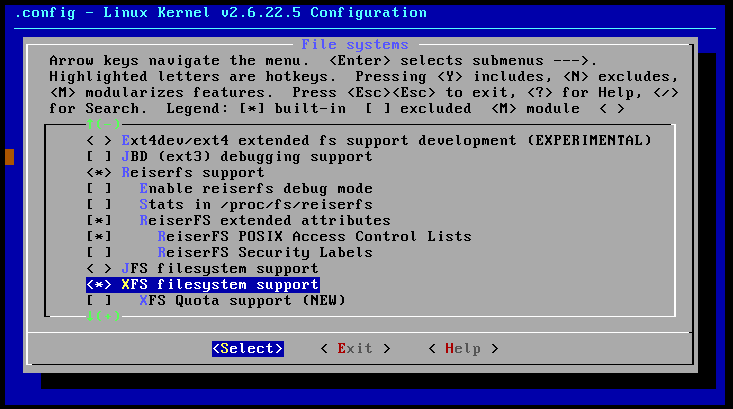 .config - Linux Kernel v2.6.22.5 Configuration
File systems
Arrow keys navigate the menu.  <Enter> selects submenus --->.
Highlighted letters are hotkeys.  Pressing <Y> includes, <N> excludes,
<M> modularizes features.  Press <Esc><Esc> to exit, <?> for Help, </>
for Search.  Legend: [*] built-in  [ ] excluded  <M> module  < >
↑(-)
< > Ext4dev/ext4 extended fs support development (EXPERIMENTAL)
[ ] JBD (ext3) debugging support
<*> Reiserfs support
[ ]   Enable reiserfs debug mode
[ ]   Stats in /proc/fs/reiserfs
[*]   ReiserFS extended attributes
[*]     ReiserFS POSIX Access Control Lists
[ ]     ReiserFS Security Labels
< > JFS filesystem support
<*> XFS filesystem support
[ ]   XFS Quota support (NEW)
↓(+)
<Select>    < Exit >    < Help >